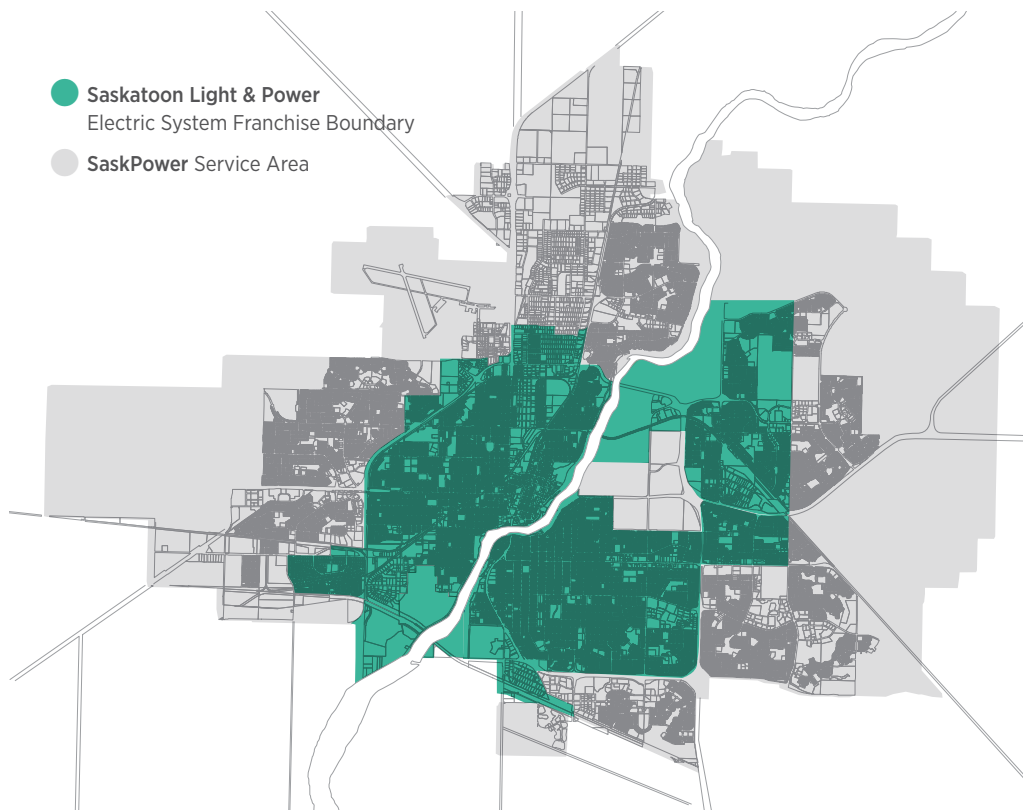 Saskatoon Light & Power
Electric System Franchise Boundary
SaskPower Service Area